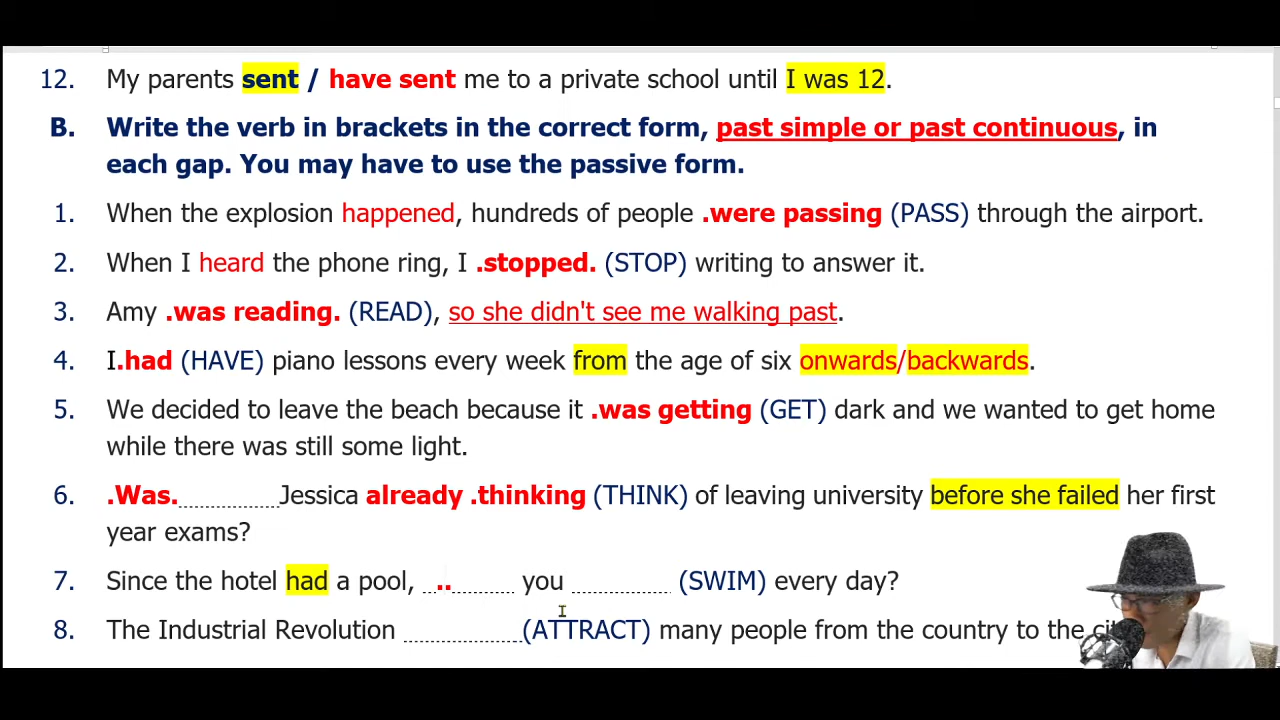 12. My parents sent / have sent me to a private school until I was 12.
B. Write the verb in brackets in the correct form, past simple or past continuous, in
each gap. You may have to use the passive form.
1. When the explosion happened, hundreds of people .were passing (PASS) through the airport.
2. When I heard the phone ring, I .stopped. (STOP) writing to answer it.
3. Amy .was reading. (READ), so she didn't see me walking past.
4. I.had (HAVE) piano lessons every week from the age of six onwards/backwards.
5. We decided to leave the beach because it .was getting (GET) dark and we wanted to get home
while there was still some light.
6. .Was...............Jessica already .thinking (THINK) of leaving university before she failed her first
year exams?
7. Since the hotel had a pool, ................ you ................ (SWIM) every day?
8. The Industrial Revolution ....................(ATTRACT) many people from the country to the